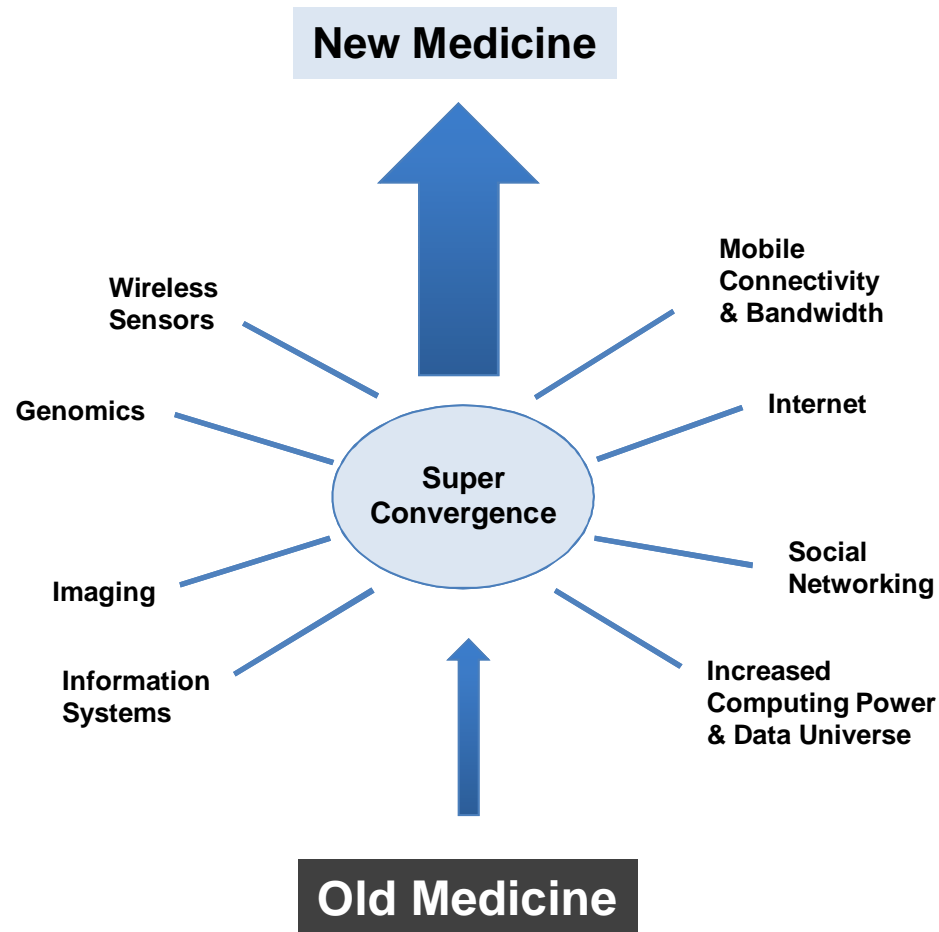 New Medicine
Wireless
Sensors
Mobile
Connectivity
& Bandwidth
Genomics
Internet
Super
Convergence
Imaging
Social
Networking
Information
Systems
Increased
Computing Power
& Data Universe
Old Medicine